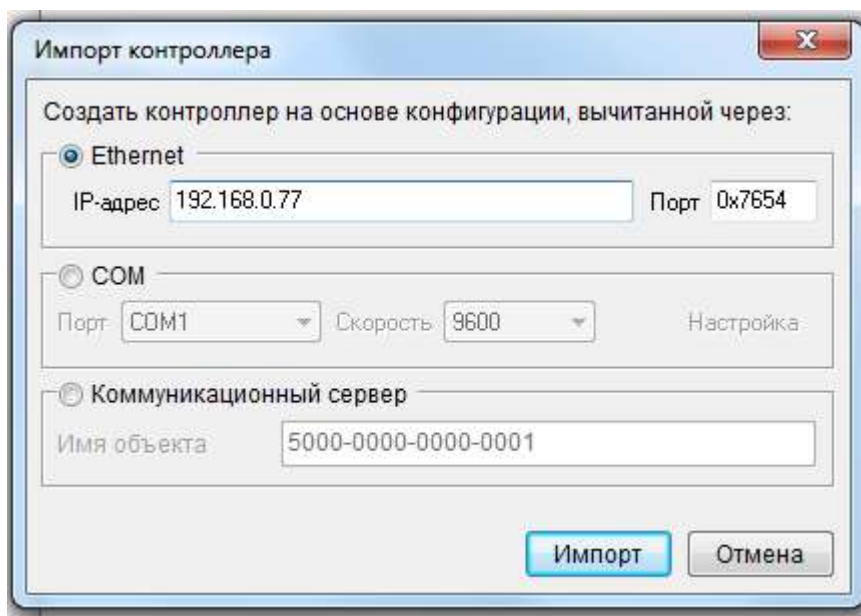 Импорт контроллера
Создать контроллер на основе конфигурации, вычитанной через:
Ethernet
IP-адрес 192.168.0.77 Порт 0x7654
COM
Порт COM1 Скорость 9600 Настройка
Коммуникационный сервер
Имя объекта 5000-0000-0000-0001
Импорт Отмена